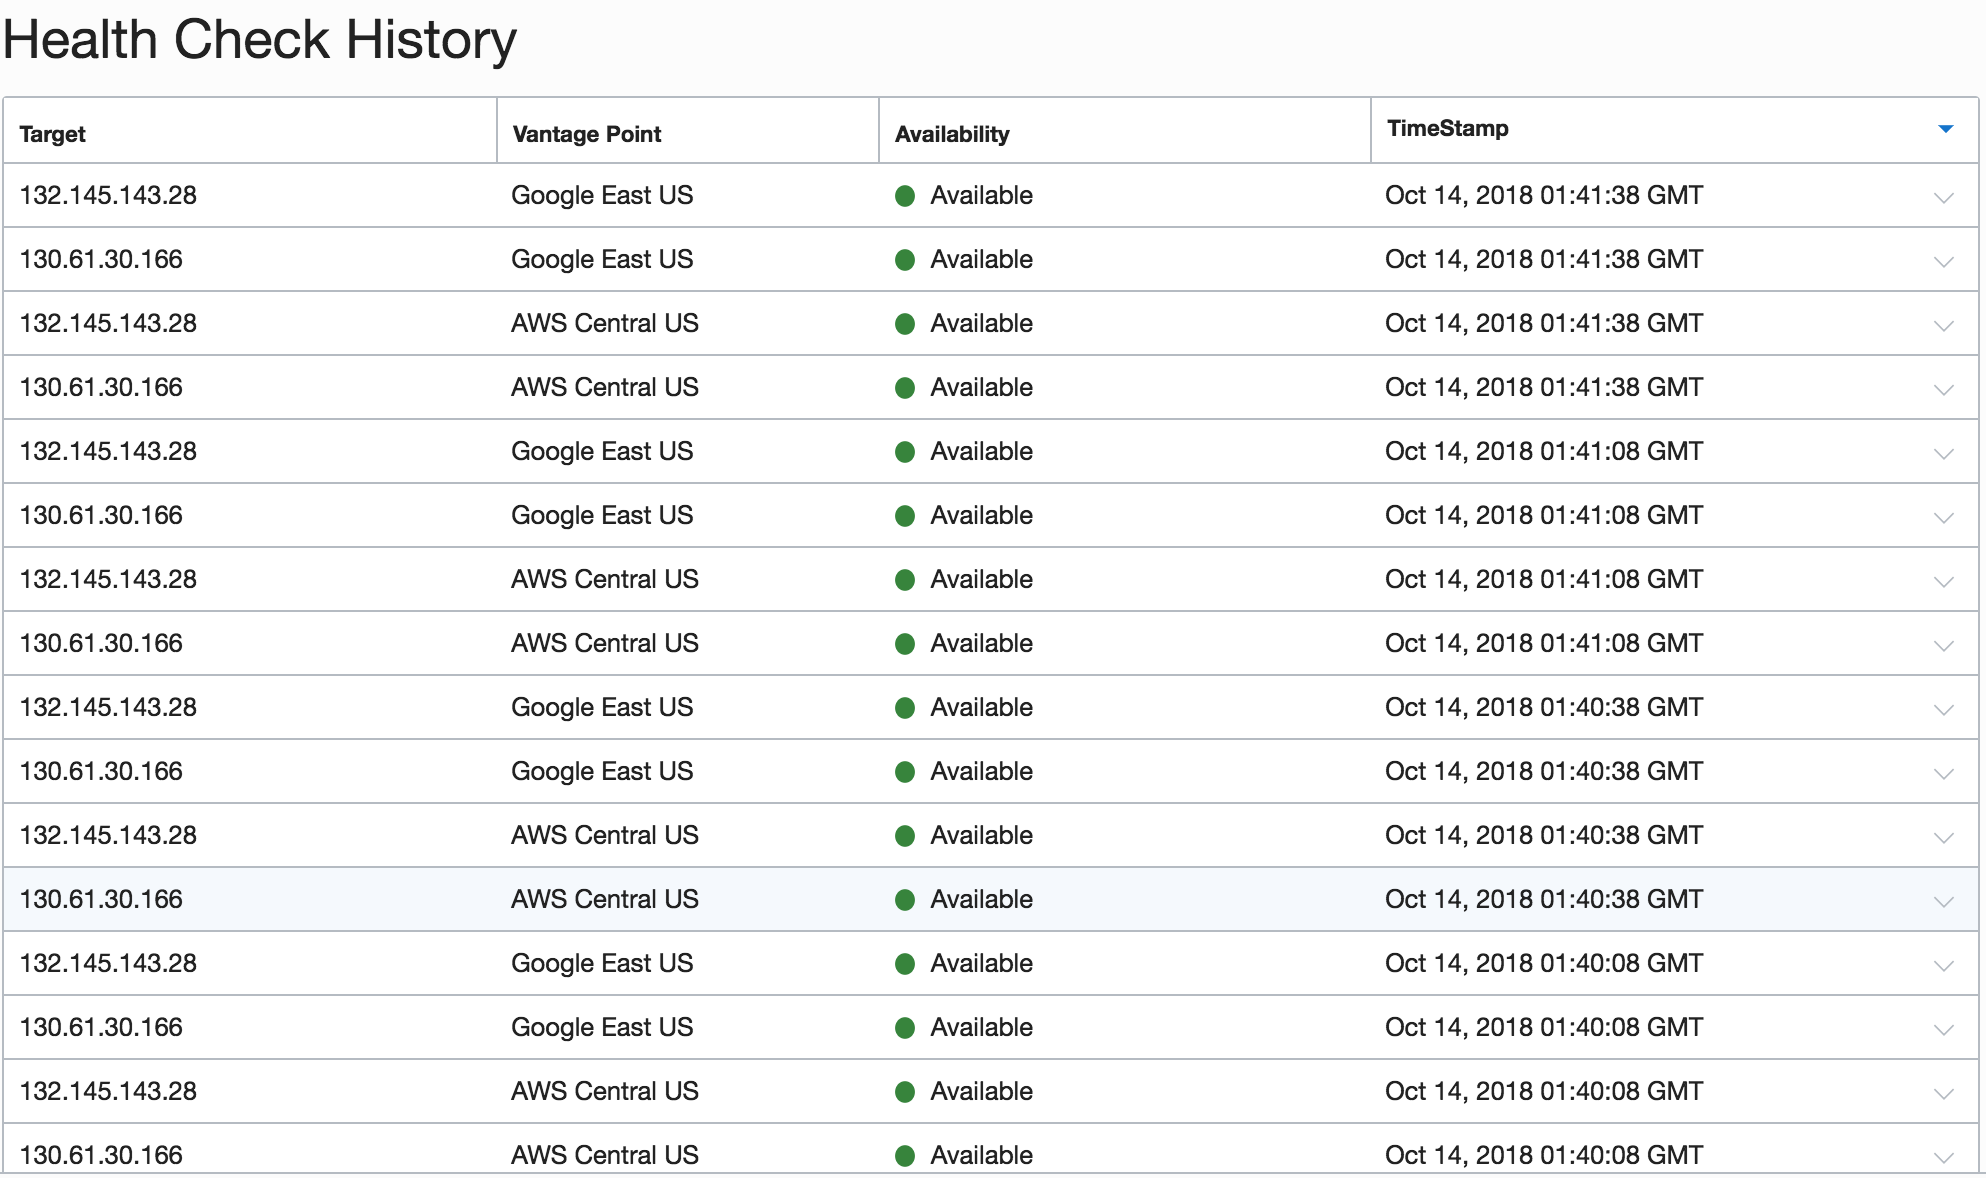 Health Check History
Target Vantage Point Availability TimeStamp
132.145.143.28 Google East US Available Oct 14, 2018 01:41:38 GMT
130.61.30.166 Google East US Available Oct 14, 2018 01:41:38 GMT
132.145.143.28 AWS Central US Available Oct 14, 2018 01:41:38 GMT
130.61.30.166 AWS Central US Available Oct 14, 2018 01:41:38 GMT
132.145.143.28 Google East US Available Oct 14, 2018 01:41:08 GMT
130.61.30.166 Google East US Available Oct 14, 2018 01:41:08 GMT
132.145.143.28 AWS Central US Available Oct 14, 2018 01:41:08 GMT
130.61.30.166 AWS Central US Available Oct 14, 2018 01:41:08 GMT
132.145.143.28 Google East US Available Oct 14, 2018 01:40:38 GMT
130.61.30.166 Google East US Available Oct 14, 2018 01:40:38 GMT
132.145.143.28 AWS Central US Available Oct 14, 2018 01:40:38 GMT
130.61.30.166 AWS Central US Available Oct 14, 2018 01:40:38 GMT
132.145.143.28 Google East US Available Oct 14, 2018 01:40:08 GMT
130.61.30.166 Google East US Available Oct 14, 2018 01:40:08 GMT
132.145.143.28 AWS Central US Available Oct 14, 2018 01:40:08 GMT
130.61.30.166 AWS Central US Available Oct 14, 2018 01:40:08 GMT